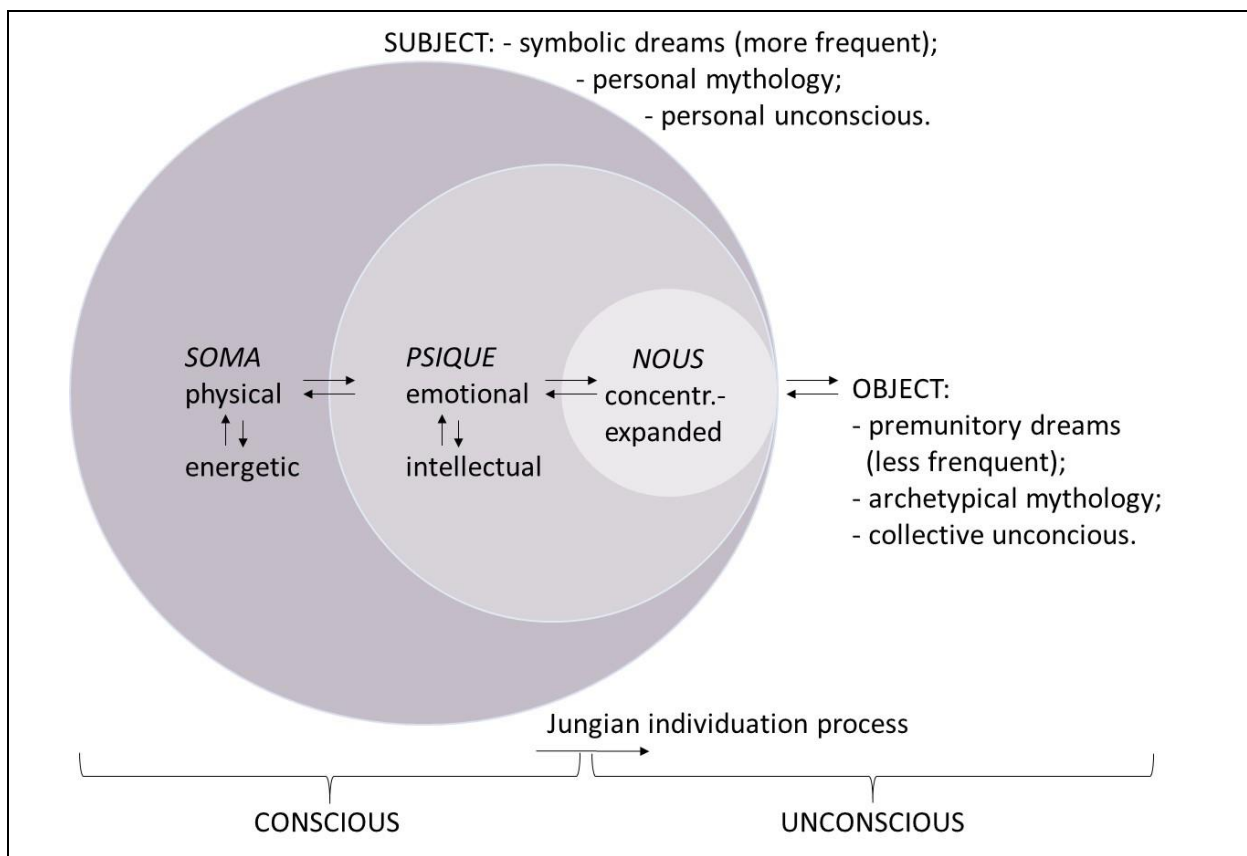 SUBJECT: - symbolic dreams (more frequent);
- personal mythology;
- personal unconscious.
SOMA
physical
energetic
PSIQUE
emotional
intellectual
NOUS
concentr.-
expanded
OBJECT:
- premunitory dreams
(less frenquent);
- archetypical mythology;
- collective unconcious.
Jungian individuation process
CONSCIOUS
UNCONSCIOUS